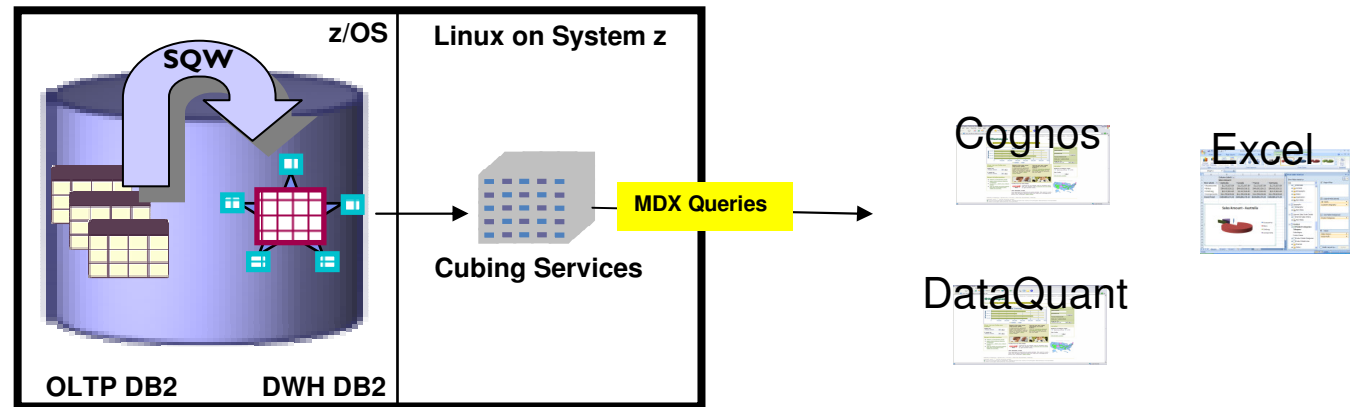 z/OS
SQW
OLTP DB2
DWH DB2
Linux on System z
Cubing Services
MDX Queries
Cognos
Excel
DataQuant